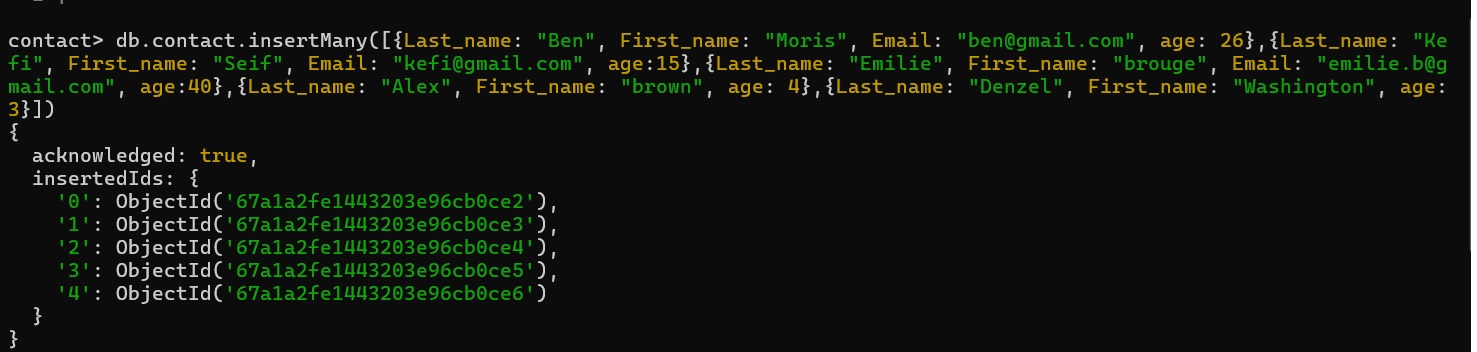 contact> db.contact.insertMany([{Last_name: "Ben", First_name: "Moris", Email: "ben@gmail.com", age: 26},{Last_name: "Ke
fi", First_name: "Seif", Email: "kefi@gmail.com", age:15},{Last_name: "Emilie", First_name: "brouge", Email: "emilie.b@g
mail.com", age:40},{Last_name: "Alex", First_name: "brown", age: 4},{Last_name: "Denzel", First_name: "Washington", age:
3}])
{
  acknowledged: true,
  insertedIds: {
    '0': ObjectId('67a1a2fe1443203e96cb0ce2'),
    '1': ObjectId('67a1a2fe1443203e96cb0ce3'),
    '2': ObjectId('67a1a2fe1443203e96cb0ce4'),
    '3': ObjectId('67a1a2fe1443203e96cb0ce5'),
    '4': ObjectId('67a1a2fe1443203e96cb0ce6')
  }
}